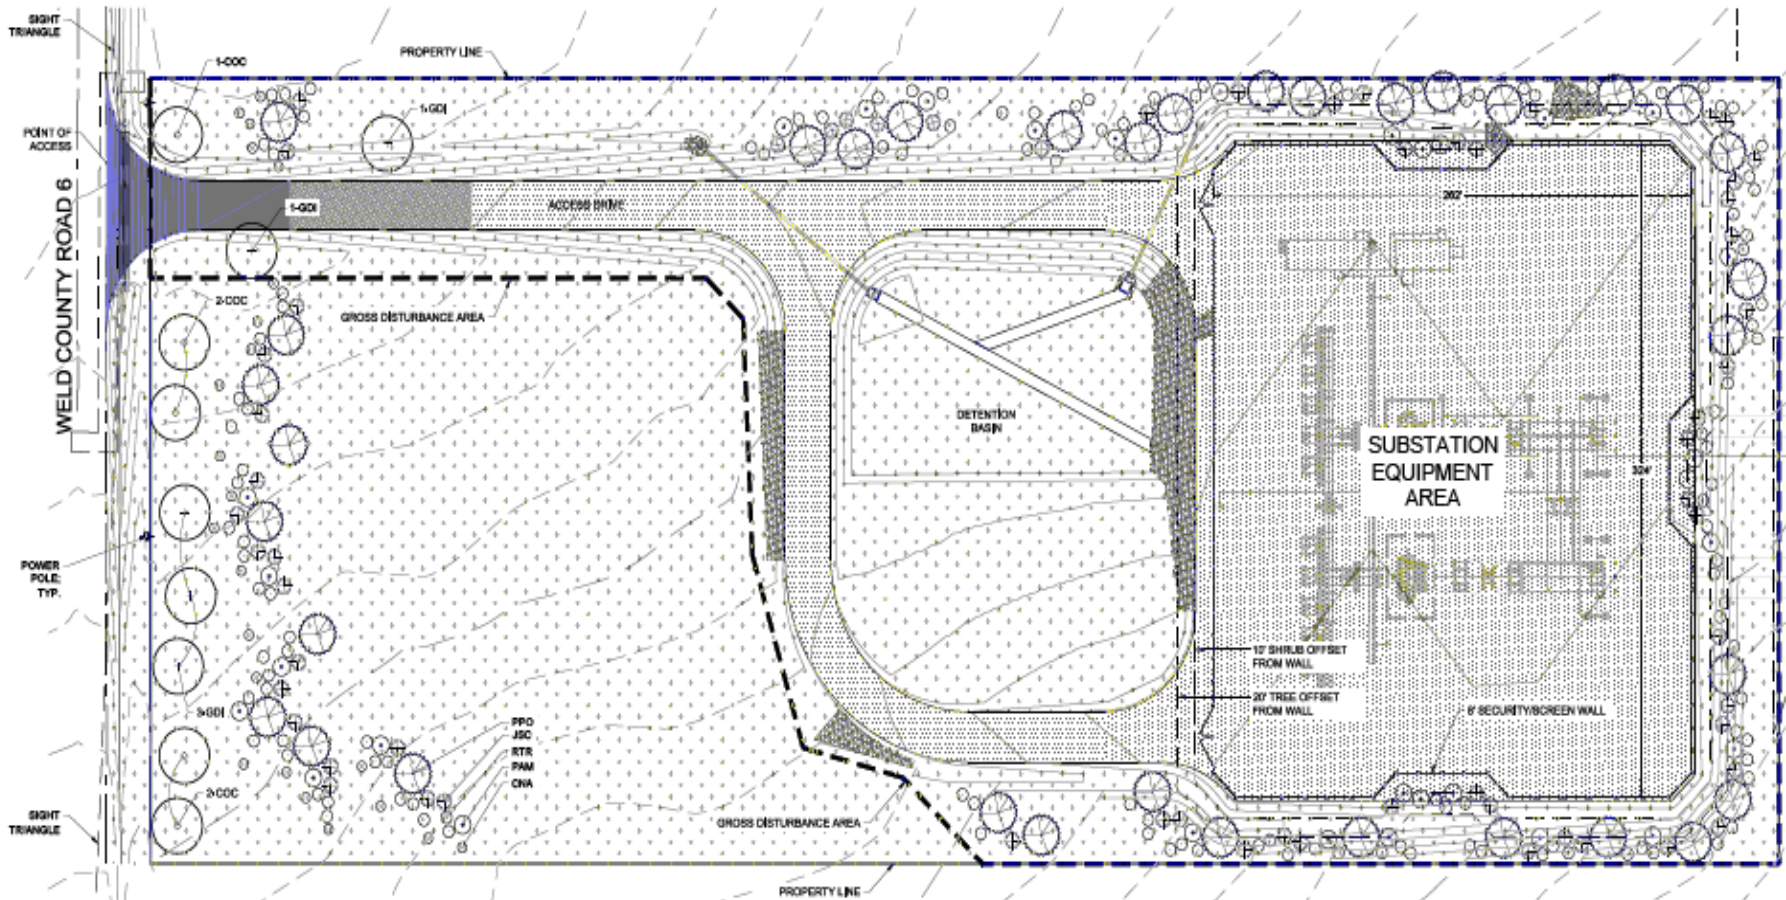 SIGHT
TRIANGLE
PROPERTY LINE
1-COC
1-GDI
POINT OF
ACCESS
WELD COUNTY ROAD 6
ACCESS DRIVE
1-GDI
2-COC
GROSS DISTURBANCE AREA
DETENTION
BASIN
SUBSTATION
EQUIPMENT
AREA
324'
POWER
POLE;
TYP.
10' SHRUB OFFSET
FROM WALL
20' TREE OFFSET
FROM WALL
8' SECURITY/SCREEN WALL
3-GDI
PPO
JSC
RTR
PAM
CNA
2-COC
SIGHT
TRIANGLE
GROSS DISTURBANCE AREA
PROPERTY LINE